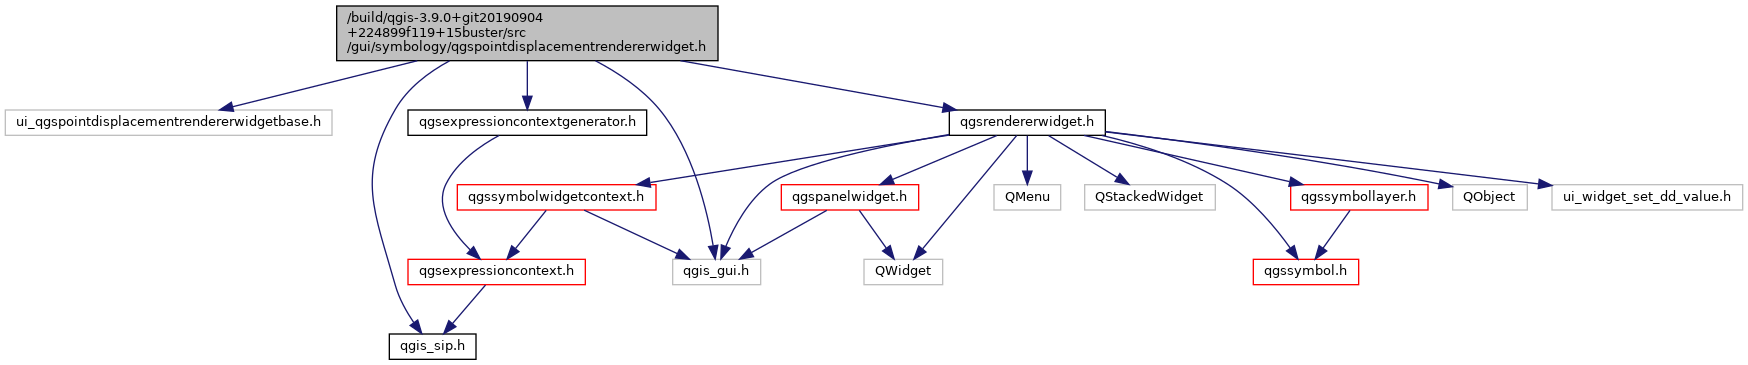 /build/qgis-3.9.0+git20190904
+224899f119+15buster/src
/gui/symbology/qgspointdisplacementrendererwidget.h
ui_qgspointdisplacementrendererwidgetbase.h
qgsexpressioncontextgenerator.h
qgsrendererwidget.h
qgssymbolwidgetcontext.h
qgspanelwidget.h
QMenu
QStackedWidget
qgssymbollayer.h
QObject
ui_widget_set_dd_value.h
qgsexpressioncontext.h
qgis_gui.h
QWidget
qgssymbol.h
qgis_sip.h